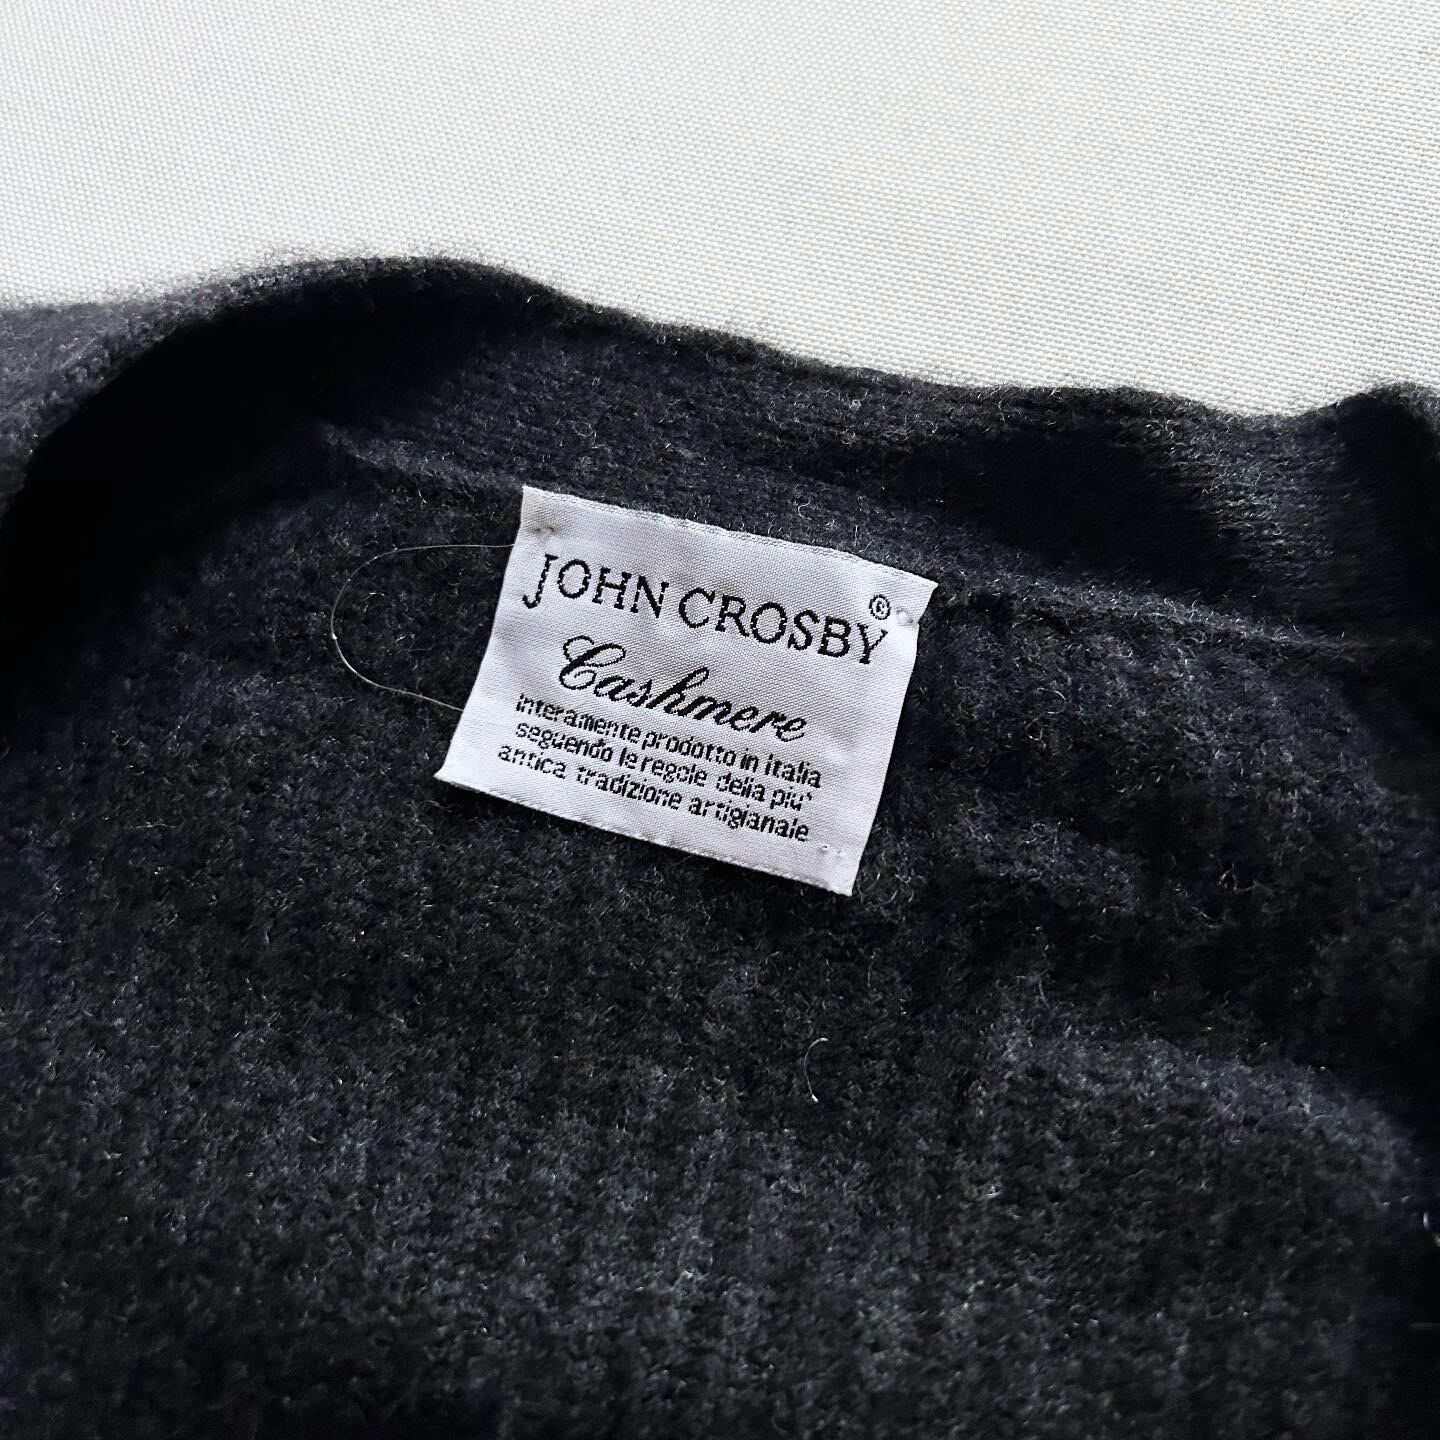 JOHN CROSBY®
Cashmere
interamente prodotto in italia
seguendo le regole della piu'
antica tradizione artigianale